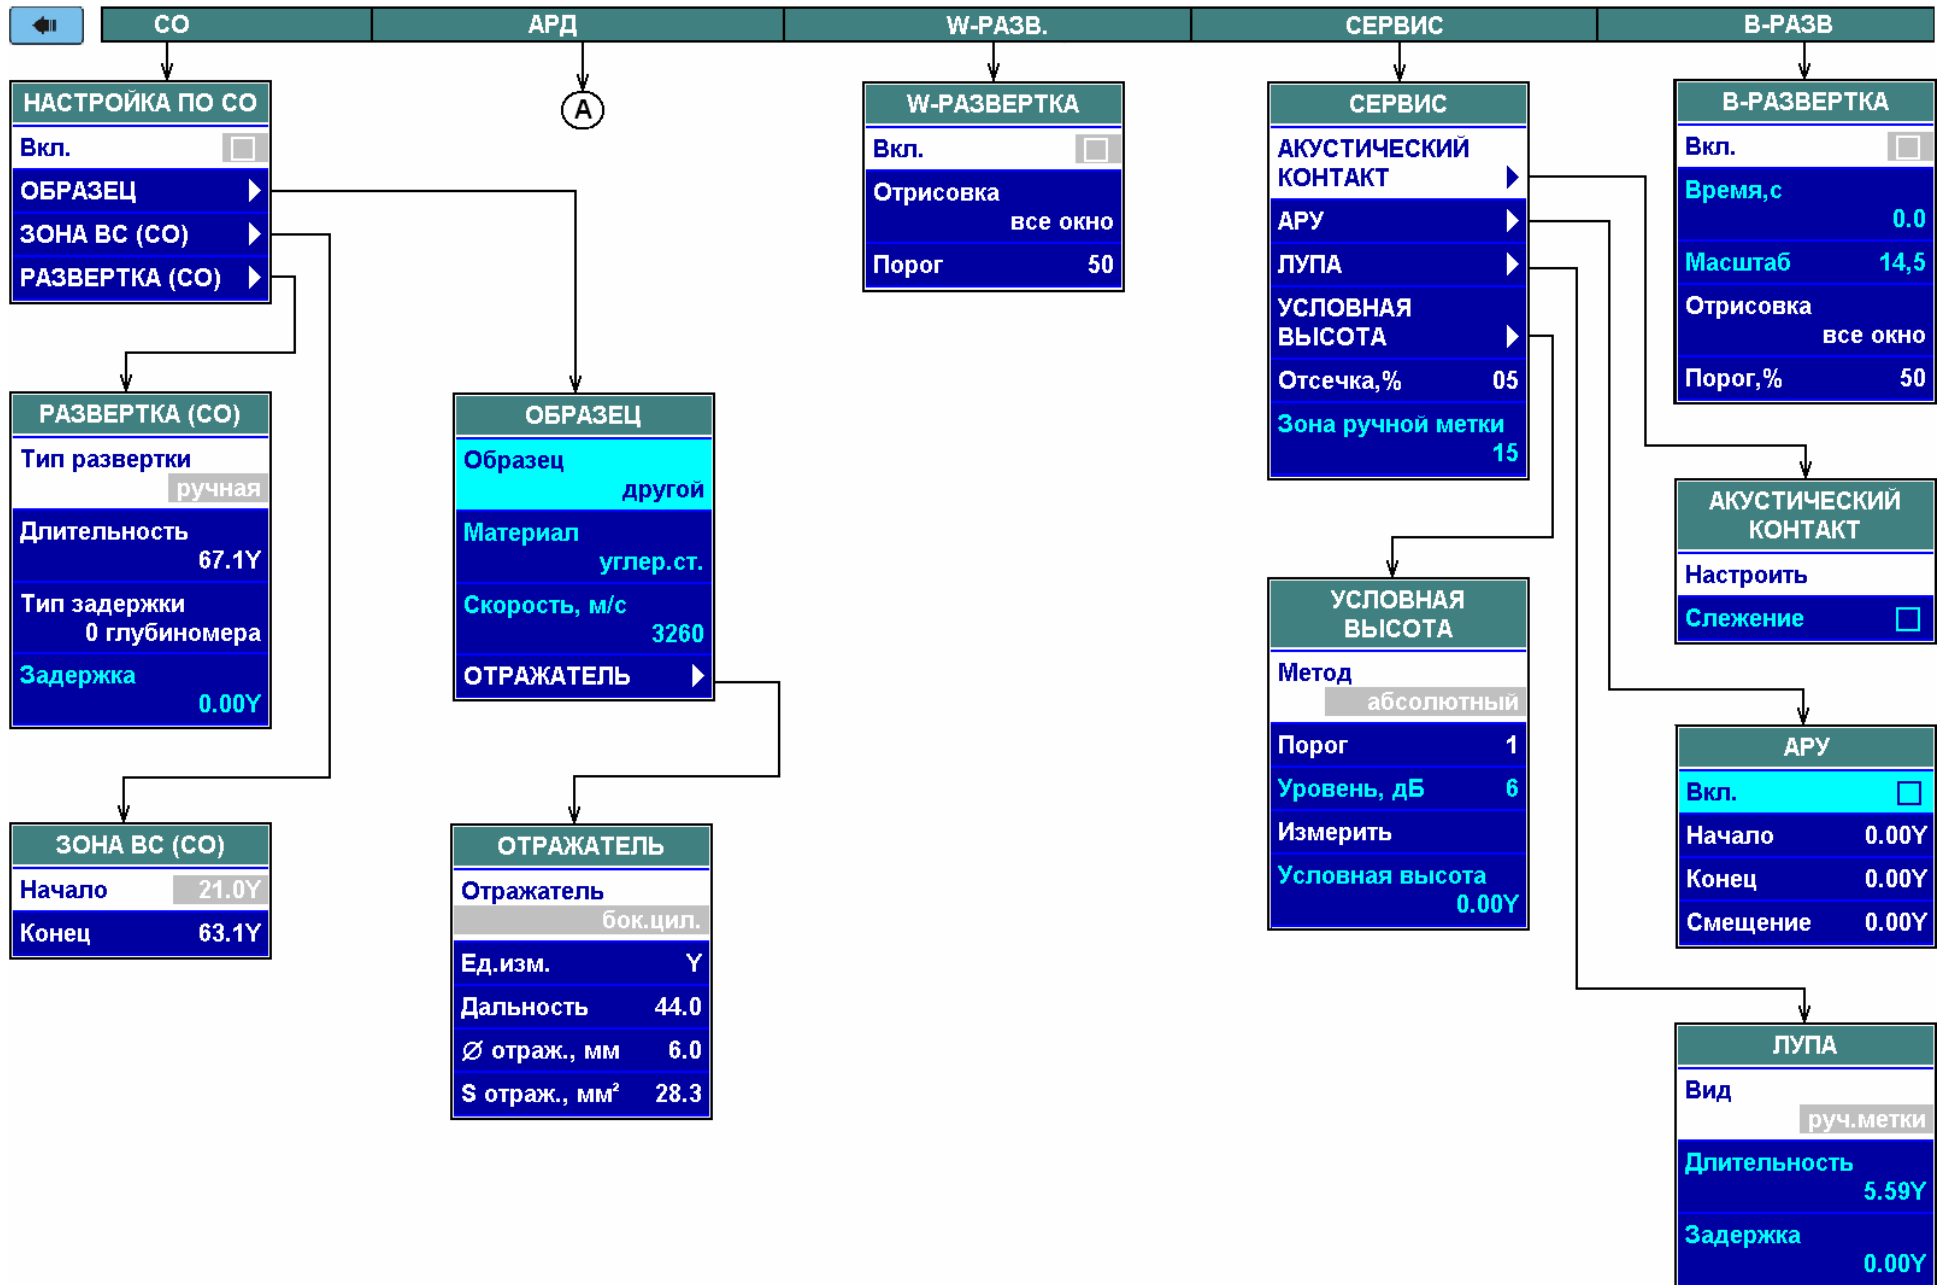 СО
АРД
W-РАЗВ.
СЕРВИС
В-РАЗВ
НАСТРОЙКА ПО СО
Вкл.
ОБРАЗЕЦ
ЗОНА ВС (СО)
РАЗВЕРТКА (СО)
А
W-РАЗВЕРТКА
Вкл.
Отрисовка
все окно
Порог 50
СЕРВИС
АКУСТИЧЕСКИЙ
КОНТАКТ
АРУ
ЛУПА
УСЛОВНАЯ
ВЫСОТА
Отсечка,% 05
Зона ручной метки
15
В-РАЗВЕРТКА
Вкл.
Время,с
0.0
Масштаб 14,5
Отрисовка
все окно
Порог,% 50
РАЗВЕРТКА (СО)
Тип развертки
ручная
Длительность
67.1Y
Тип задержки
0 глубиномера
Задержка
0.00Y
ОБРАЗЕЦ
Образец
другой
Материал
углер.ст.
Скорость, м/с
3260
ОТРАЖАТЕЛЬ
УСЛОВНАЯ
ВЫСОТА
Метод
абсолютный
Порог 1
Уровень, дБ 6
Измерить
Условная высота
0.00Y
АКУСТИЧЕСКИЙ
КОНТАКТ
Настроить
Слежение
АРУ
Вкл.
Начало 0.00Y
Конец 0.00Y
Смещение 0.00Y
ЗОНА ВС (СО)
Начало 21.0Y
Конец 63.1Y
ОТРАЖАТЕЛЬ
Отражатель
бок.цил.
Ед.изм. Y
Дальность 44.0
Ø отраж., мм 6.0
S отраж., мм² 28.3
ЛУПА
Вид
руч.метки
Длительность
5.59Y
Задержка
0.00Y